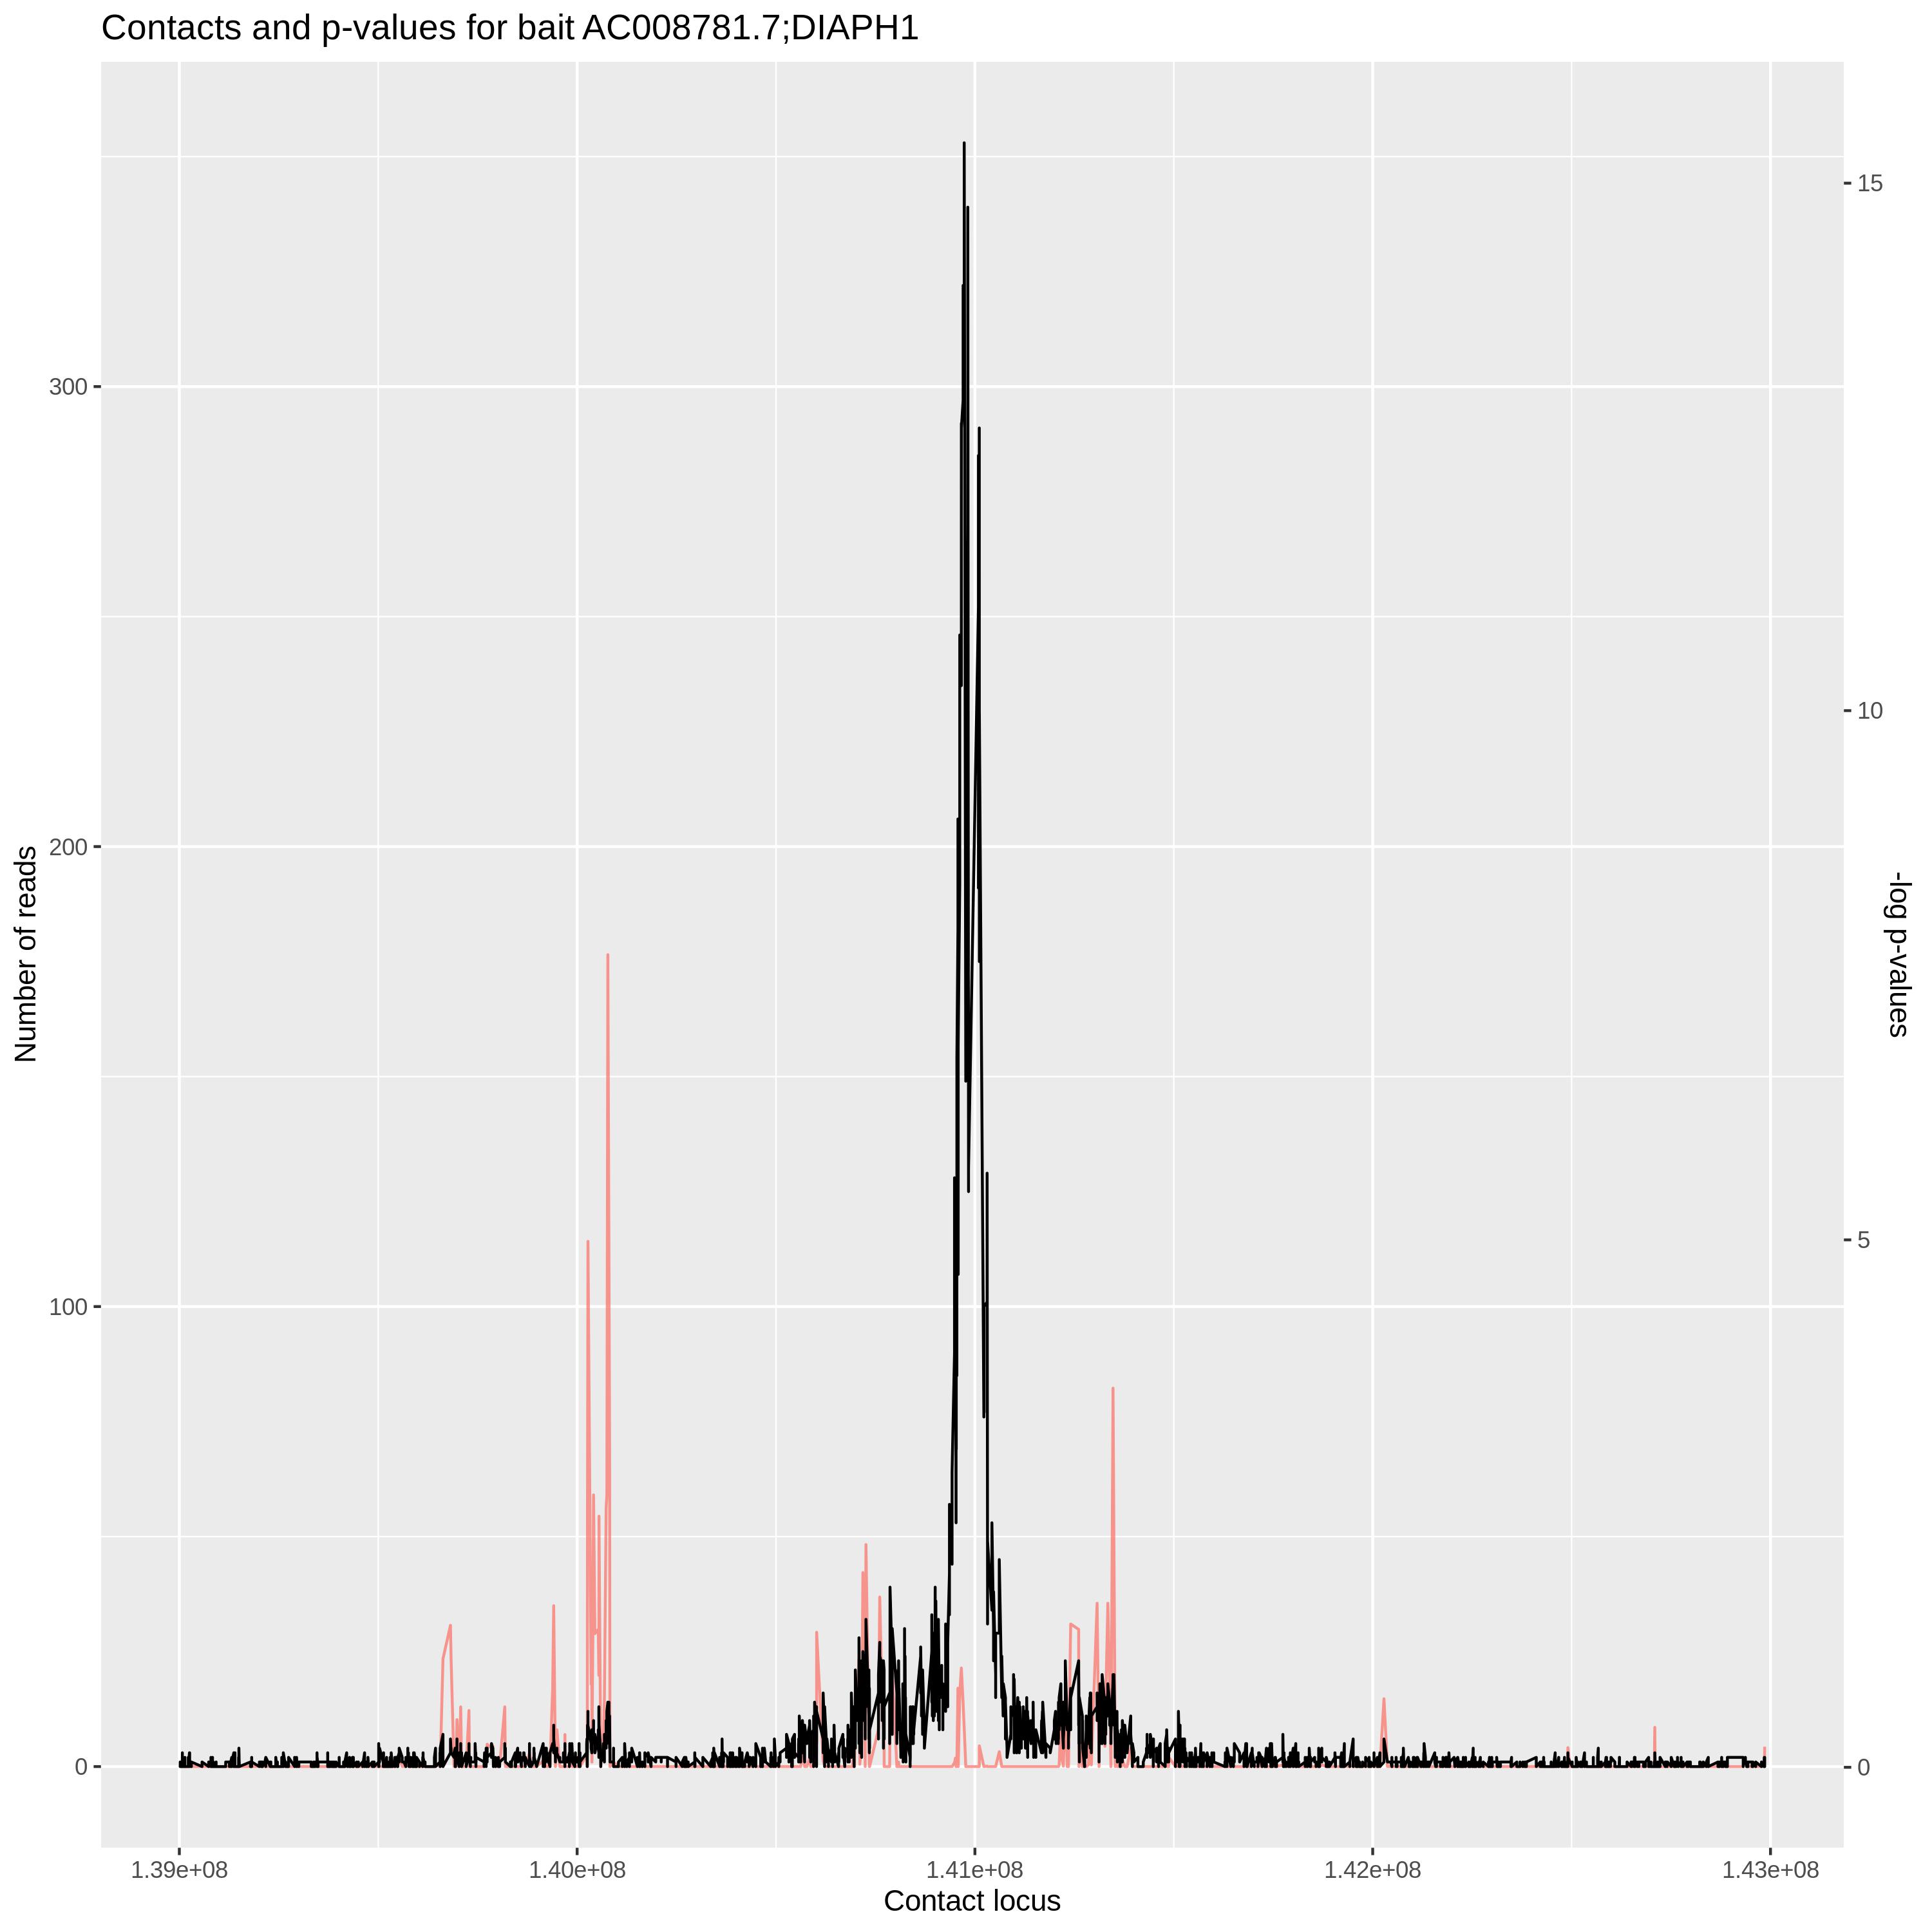 Contacts and p-values for bait AC008781.7;DIAPH1
Number of reads
300
200
100
0
15
10
5
0
-log p-values
1.39e+08 1.40e+08 1.41e+08 1.42e+08 1.43e+08
Contact locus